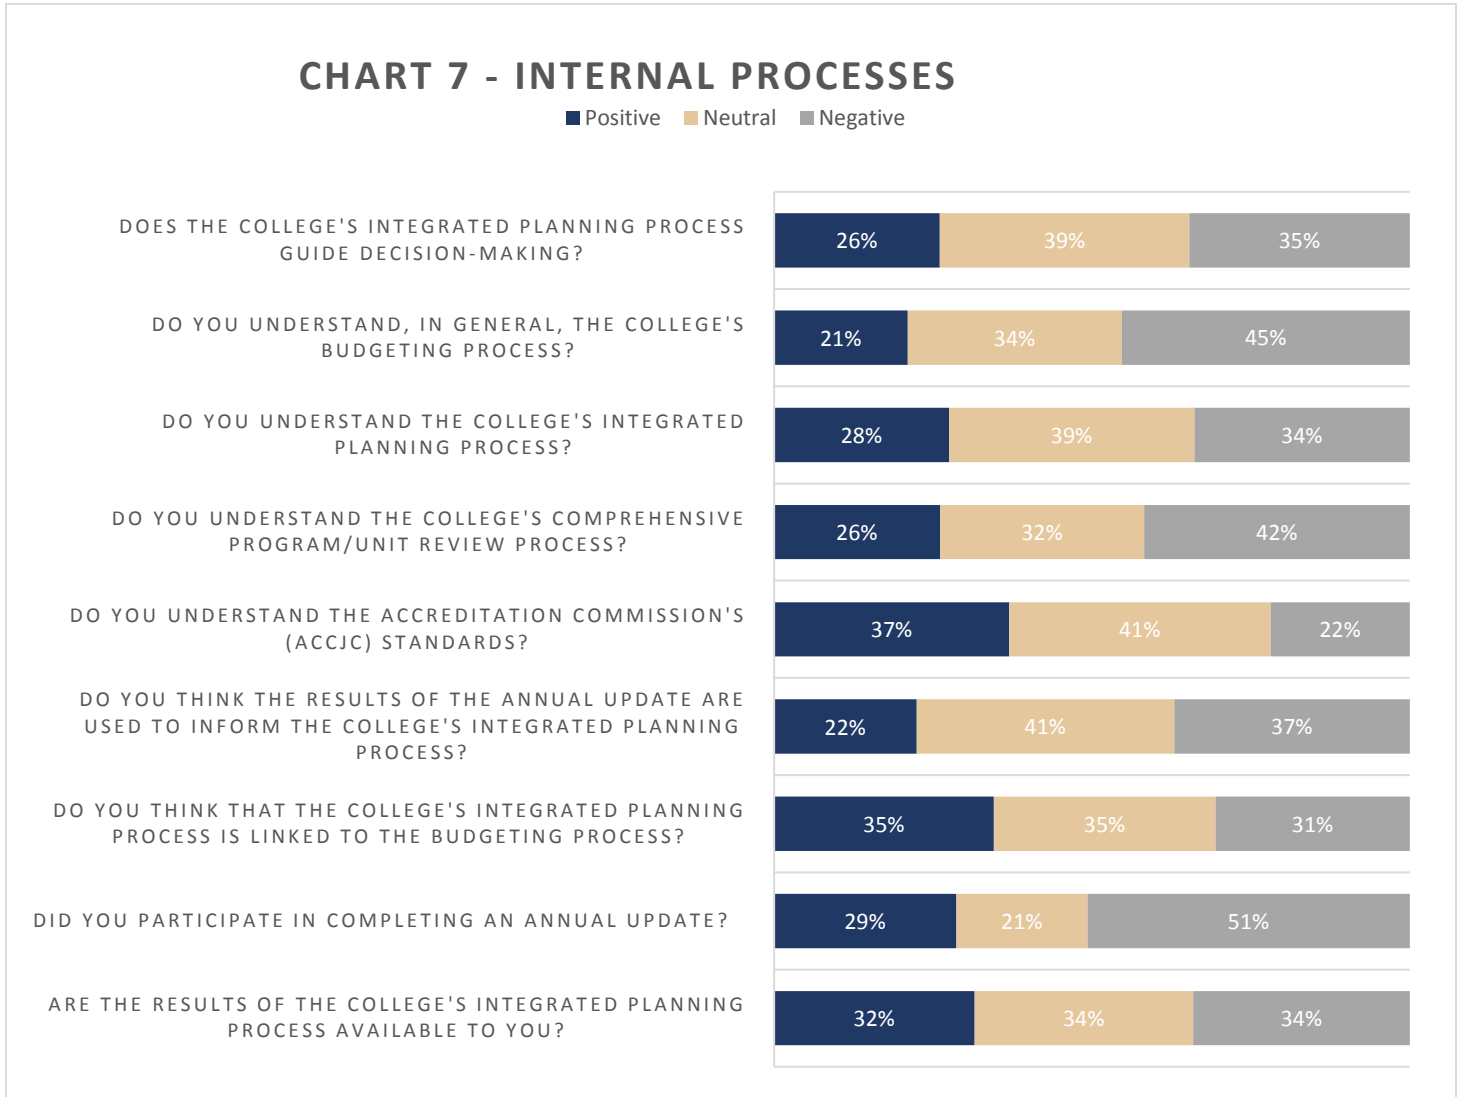 CHART 7 - INTERNAL PROCESSES
Positive Neutral Negative
DOES THE COLLEGE'S INTEGRATED PLANNING PROCESS
GUIDE DECISION-MAKING?
26% 39% 35%
DO YOU UNDERSTAND, IN GENERAL, THE COLLEGE'S
BUDGETING PROCESS?
21% 34% 45%
DO YOU UNDERSTAND THE COLLEGE'S INTEGRATED
PLANNING PROCESS?
28% 39% 34%
DO YOU UNDERSTAND THE COLLEGE'S COMPREHENSIVE
PROGRAM/UNIT REVIEW PROCESS?
26% 32% 42%
DO YOU UNDERSTAND THE ACCREDITATION COMMISSION'S
(ACCJC) STANDARDS?
37% 41% 22%
DO YOU THINK THE RESULTS OF THE ANNUAL UPDATE ARE
USED TO INFORM THE COLLEGE'S INTEGRATED PLANNING
PROCESS?
22% 41% 37%
DO YOU THINK THAT THE COLLEGE'S INTEGRATED PLANNING
PROCESS IS LINKED TO THE BUDGETING PROCESS?
35% 35% 31%
DID YOU PARTICIPATE IN COMPLETING AN ANNUAL UPDATE?
29% 21% 51%
ARE THE RESULTS OF THE COLLEGE'S INTEGRATED PLANNING
PROCESS AVAILABLE TO YOU?
32% 34% 34%